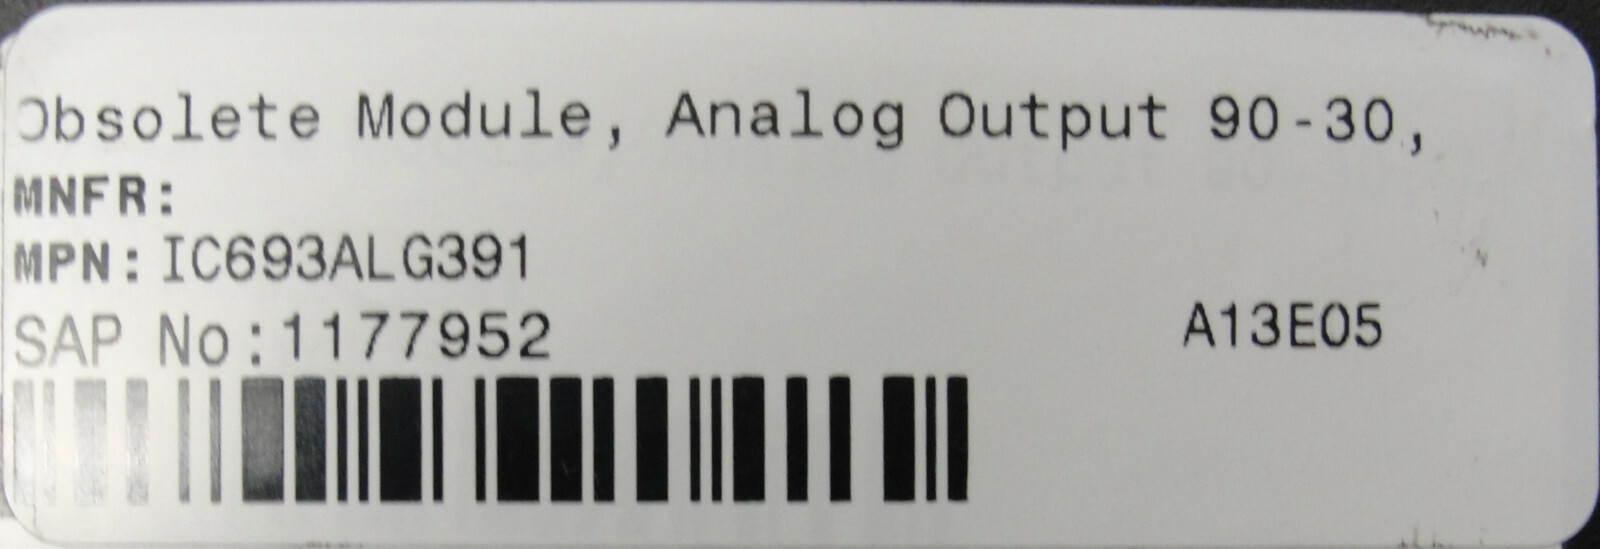 Obsolete Module, Analog Output 90-30,
MNFR:
MPN: IC693ALG391
SAP No:1177952 A13E05